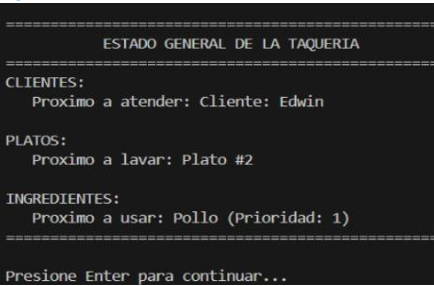 ==================================================
ESTADO GENERAL DE LA TAQUERIA
==================================================
CLIENTES:
Proximo a atender: Cliente: Edwin
PLATOS:
Proximo a lavar: Plato #2
INGREDIENTES:
Proximo a usar: Pollo (Prioridad: 1)
==================================================
Presione Enter para continuar...